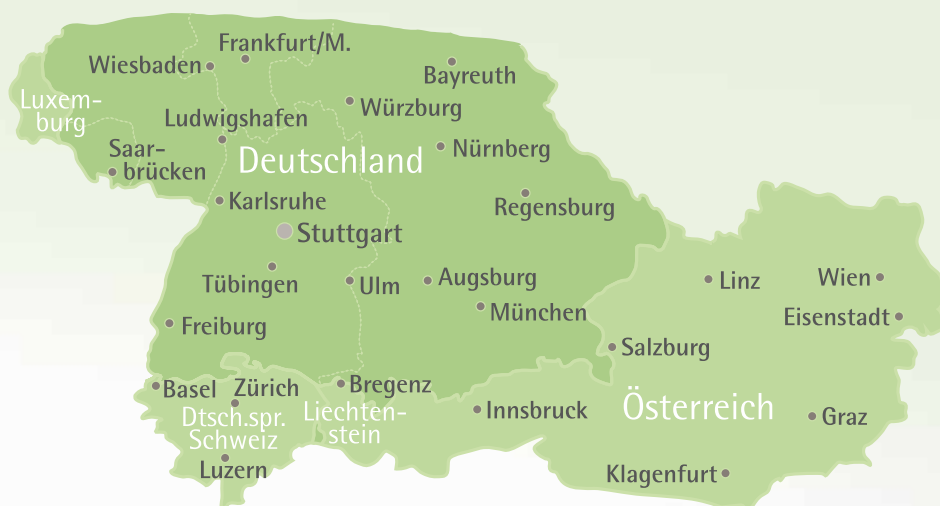 Frankfurt/M.
Wiesbaden
Bayreuth
Luxem-
burg
Würzburg
Ludwigshafen
Saar-
brücken
Deutschland
Nürnberg
Karlsruhe
Regensburg
Stuttgart
Tübingen
Ulm
Augsburg
Linz
Wien
München
Eisenstadt
Freiburg
Salzburg
Basel
Zürich
Bregenz
Dtsch.spr.
Schweiz
Liechten-
stein
Innsbruck
Österreich
Graz
Luzern
Klagenfurt